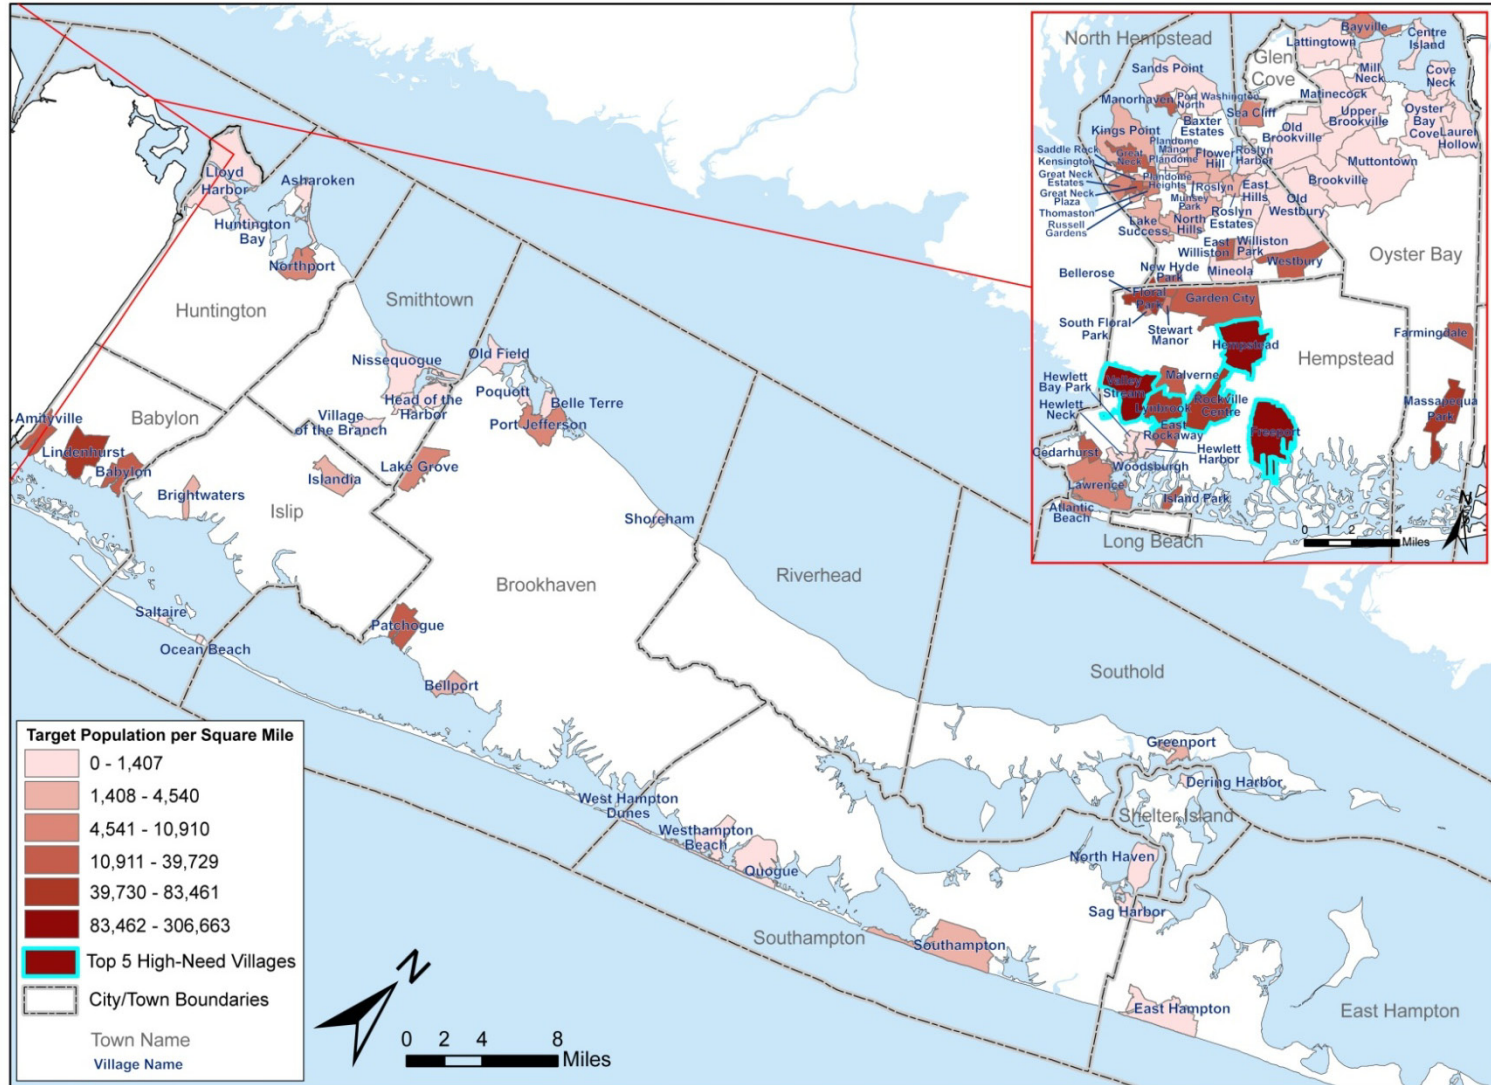 Lloyd
Harbor
Asharoken
Huntington
Bay
Northport
Huntington
Smithtown
Nissequogue
Old Field
Poquott
Head of the
Harbor
Belle Terre
Port Jefferson
Village
of the Branch
Amityville
Babylon
Lindenhurst
Babylon
Brightwaters
Islandia
Lake Grove
Islip
Shoreham
Brookhaven
Riverhead
Saltaire
Ocean Beach
Patchogue
Bellport
Southold
Greenport
Dering Harbor
Shelter Island
West Hampton
Dunes
Westhampton
Beach
Quogue
North Haven
Sag Harbor
Southampton
Southampton
East Hampton
East Hampton
North Hempstead
Sands Point
Glen
Cove
Bayville
Lattingtown
Centre
Island
Mill
Neck
Cove
Neck
Matinecock
Manorhaven
Port Washington
North
Baxter
Estates
Sea Cliff
Upper
Brookville
Oyster
Bay
Cove
Laurel
Hollow
Old
Brookville
Kings Point
Saddle Rock
Great
Neck
Kensington
Great Neck
Estates
Great Neck
Plaza
Thomaston
Russell
Gardens
Plandome
Manor
Plandome
Plandome
Heights
Flower
Hill
Roslyn
Harbor
Roslyn
Munsey
Park
Muttontown
Brookville
East
Hills
Old
Westbury
Lake
Success
North
Hills
Roslyn
Estates
East
Williston
Williston
Park
Westbury
Mineola
Oyster Bay
Bellerose
New Hyde
Park
Floral
Park
Garden City
South Floral
Park
Stewart
Manor
Hempstead
Hempstead
Farmingdale
Hewlett
Bay Park
Hewlett
Neck
Valley
Stream
Malverne
Lynbrook
Rockville
Centre
East
Rockaway
Freeport
Massapequa
Park
Cedarhurst
Woodsburgh
Hewlett
Harbor
Lawrence
Island Park
Atlantic
Beach
Long Beach
0 1 2 4
Miles
N
Target Population per Square Mile
0 - 1,407
1,408 - 4,540
4,541 - 10,910
10,911 - 39,729
39,730 - 83,461
83,462 - 306,663
Top 5 High-Need Villages
City/Town Boundaries
Town Name
Village Name
N
0 2 4 8
Miles